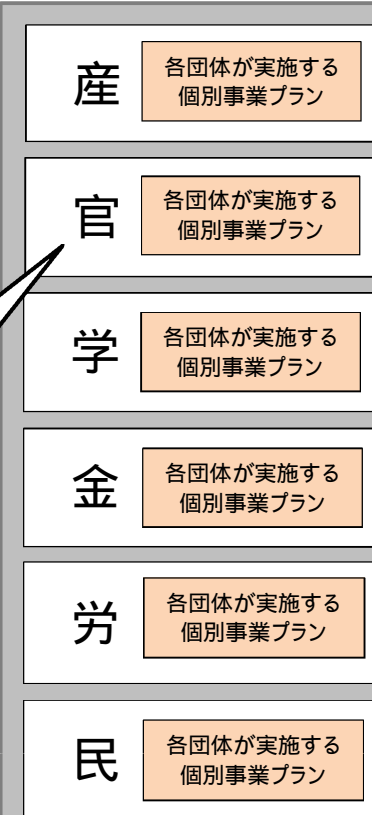 産
各団体が実施する
個別事業プラン
官
各団体が実施する
個別事業プラン
学
各団体が実施する
個別事業プラン
金
各団体が実施する
個別事業プラン
労
各団体が実施する
個別事業プラン
民
各団体が実施する
個別事業プラン